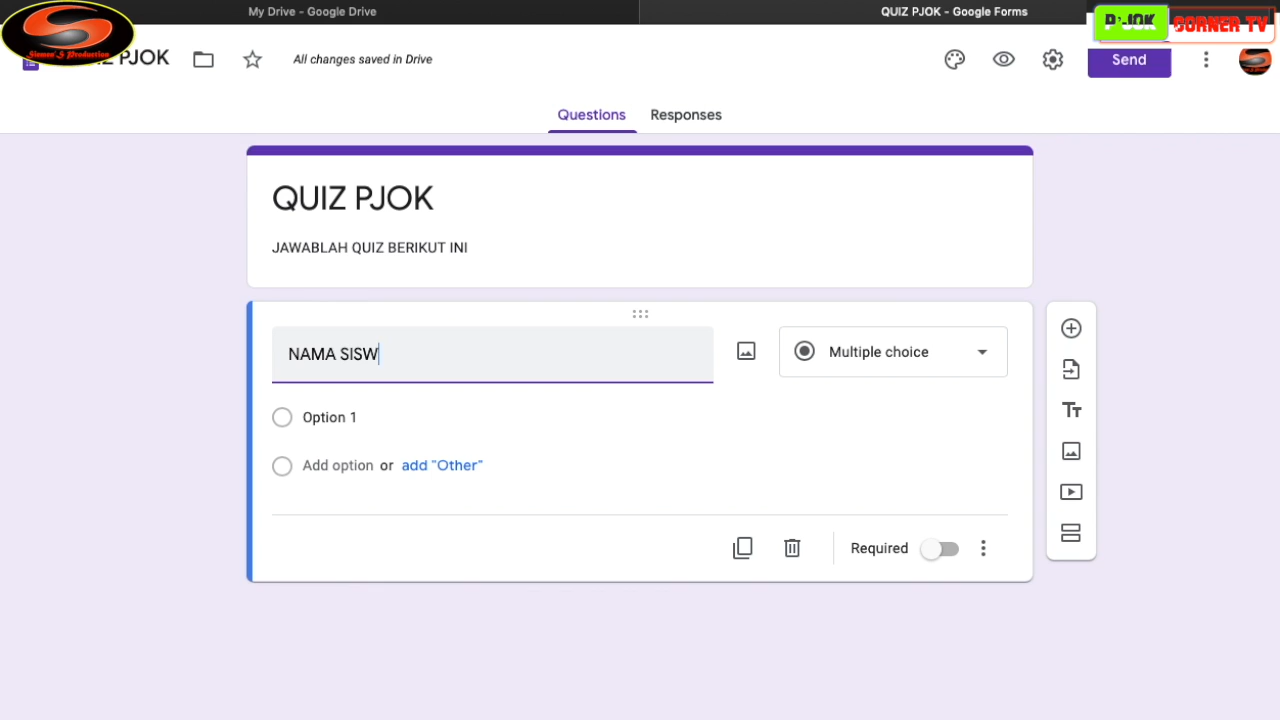 My Drive - Google Drive
QUIZ PJOK - Google Forms
Siemen'S Production
PJOK CORNER TV
PJOK
All changes saved in Drive
Send
Questions
Responses
QUIZ PJOK
JAWABLAH QUIZ BERIKUT INI
NAMA SISW
Multiple choice
Option 1
Add option or add "Other"
Required